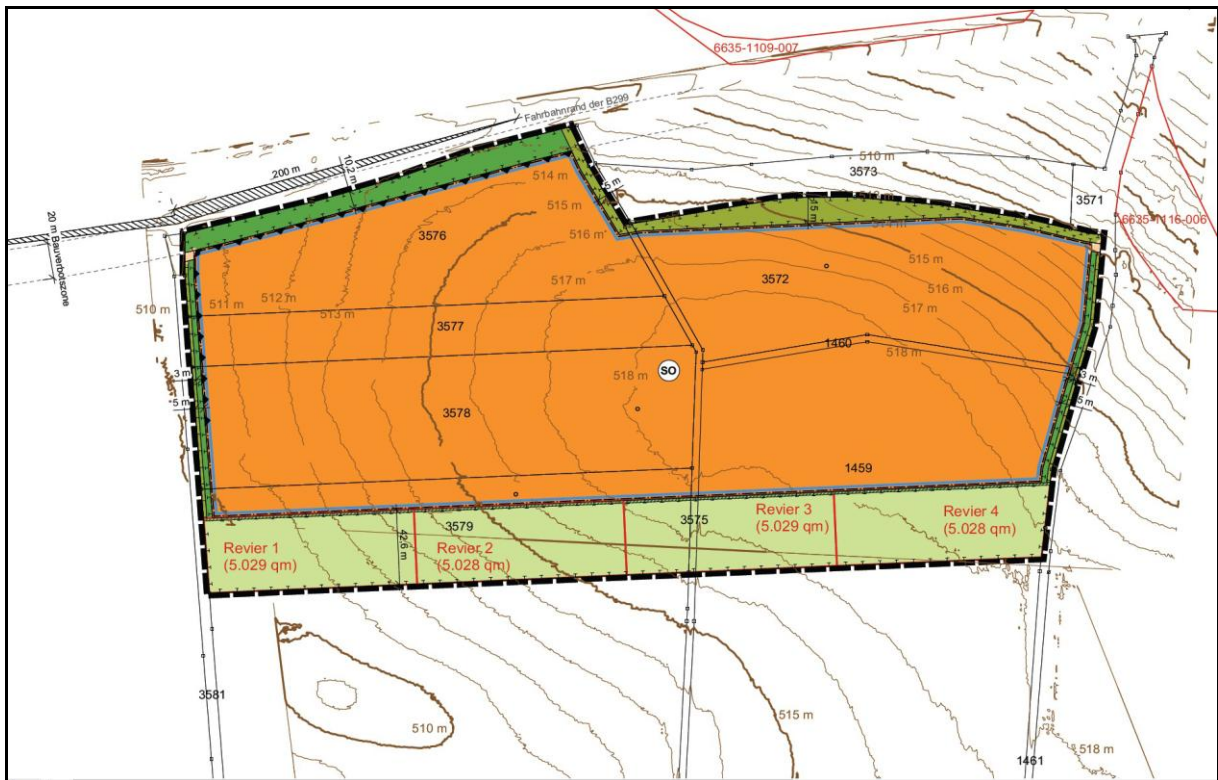 6635-1109-007
Fahrbahnrand der B299
200 m
10,2 m
20 m Bauverbotszone
510 m
3573
3571
6635-1116-006
5 m
514 m
515 m
516 m
3576
3572
515 m
516 m
517 m
517 m
510 m
511 m
512 m
513 m
3577
1460
518 m
518 m
SO
3 m
5 m
3 m
5 m
3578
1459
Revier 1
(5.029 qm)
42,6 m
3579
Revier 2
(5.028 qm)
3575
Revier 3
(5.029 qm)
Revier 4
(5.028 qm)
3581
510 m
515 m
518 m
1461